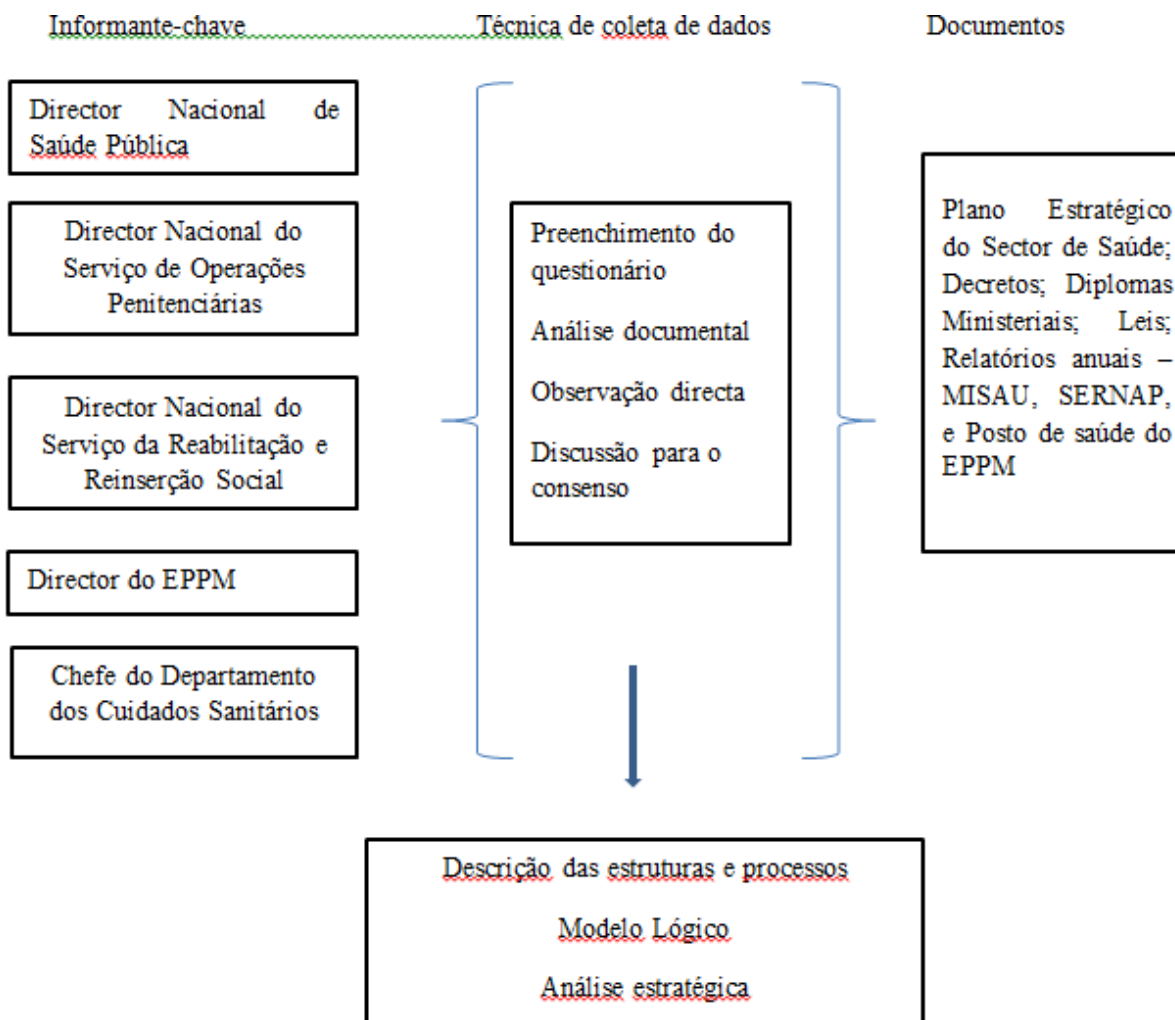 Informante-chave
Técnica de coleta de dados
Documentos
Director Nacional de
Saúde Pública
Director Nacional do
Serviço de Operações
Penitenciárias
Director Nacional do
Serviço da Reabilitação e
Reinserção Social
Director do EPPM
Chefe do Departamento
dos Cuidados Sanitários
Preenchimento do
questionário
Análise documental
Observação directa
Discussão para o
consenso
Plano Estratégico
do Sector de Saúde;
Decretos; Diplomas
Ministeriais; Leis;
Relatórios anuais –
MISAU, SERNAP,
e Posto de saúde do
EPPM
Descrição das estruturas e processos
Modelo Lógico
Análise estratégica